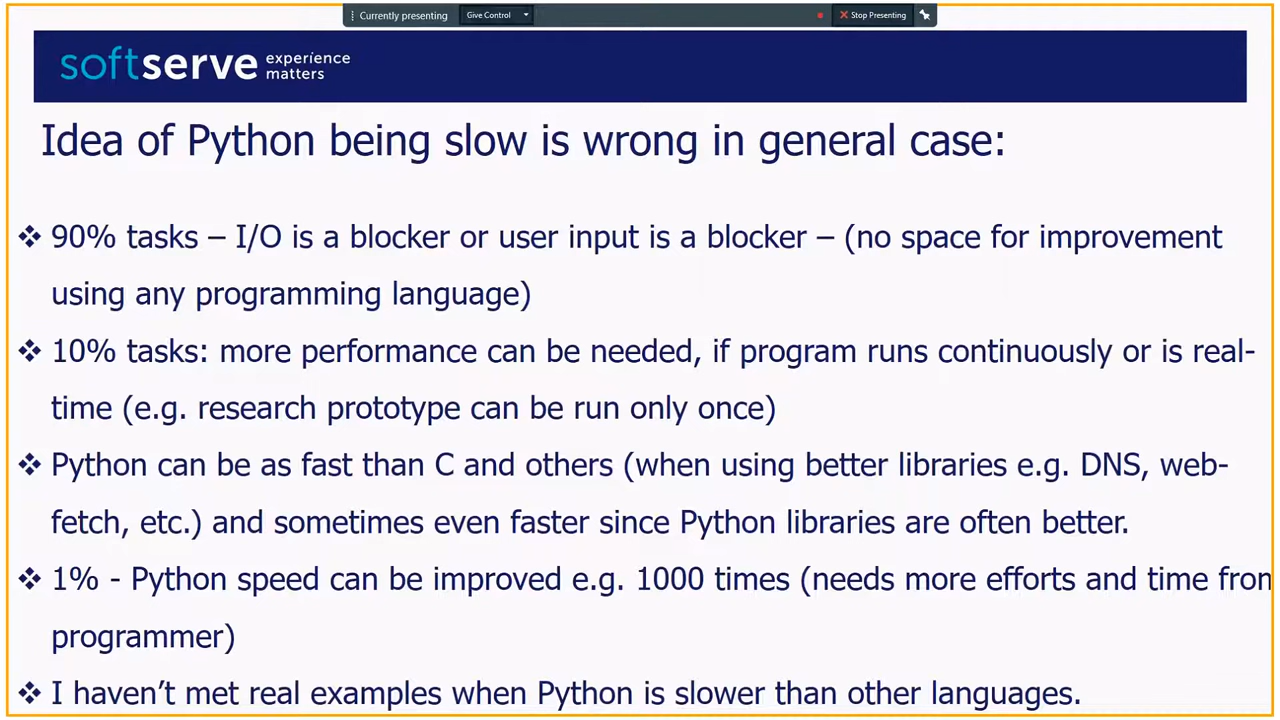 Currently presenting
Give Control
Stop Presenting
softserve experience
matters
Idea of Python being slow is wrong in general case:
❖ 90% tasks – I/O is a blocker or user input is a blocker – (no space for improvement
using any programming language)
❖ 10% tasks: more performance can be needed, if program runs continuously or is real-
time (e.g. research prototype can be run only once)
❖ Python can be as fast than C and others (when using better libraries e.g. DNS, web-
fetch, etc.) and sometimes even faster since Python libraries are often better.
❖ 1% - Python speed can be improved e.g. 1000 times (needs more efforts and time from
programmer)
❖ I haven’t met real examples when Python is slower than other languages.